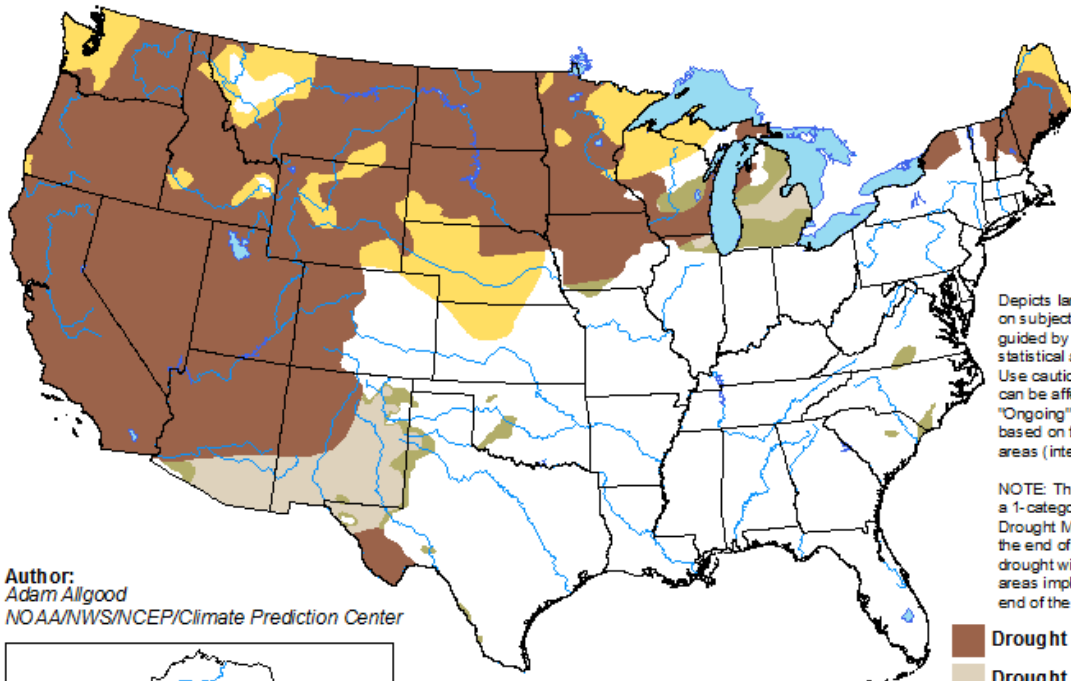 Depicts la
on subject
guided by
statistical
Use cautio
can be affe
"Ongoing"
based on
areas (inte
NOTE: Th
a 1-catego
Drought M
the end of
drought wi
areas impl
end of the
Author:
Adam Allgood
NOAA/NWS/NCEP/Climate Prediction Center
Drought
Drought